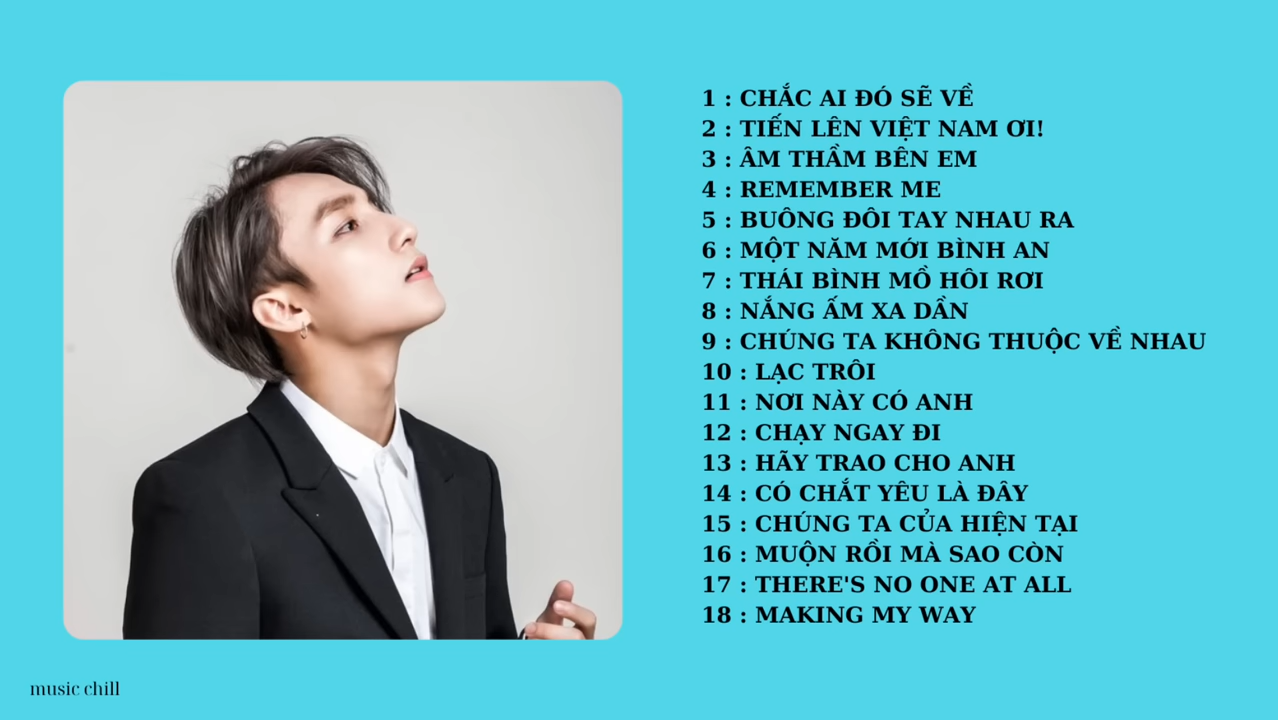 1 : CHẮC AI ĐÓ SẼ VỀ
2 : TIẾN LÊN VIỆT NAM ƠI!
3 : ÂM THẦM BÊN EM
4 : REMEMBER ME
5 : BUÔNG ĐÔI TAY NHAU RA
6 : MỘT NĂM MỚI BÌNH AN
7 : THÁI BÌNH MỒ HÔI RƠI
8 : NẮNG ẤM XA DẦN
9 : CHÚNG TA KHÔNG THUỘC VỀ NHAU
10 : LẠC TRÔI
11 : NƠI NÀY CÓ ANH
12 : CHẠY NGAY ĐI
13 : HÃY TRAO CHO ANH
14 : CÓ CHẮT YÊU LÀ ĐÂY
15 : CHÚNG TA CỦA HIỆN TẠI
16 : MUỘN RỒI MÀ SAO CÒN
17 : THERE'S NO ONE AT ALL
18 : MAKING MY WAY
music chill